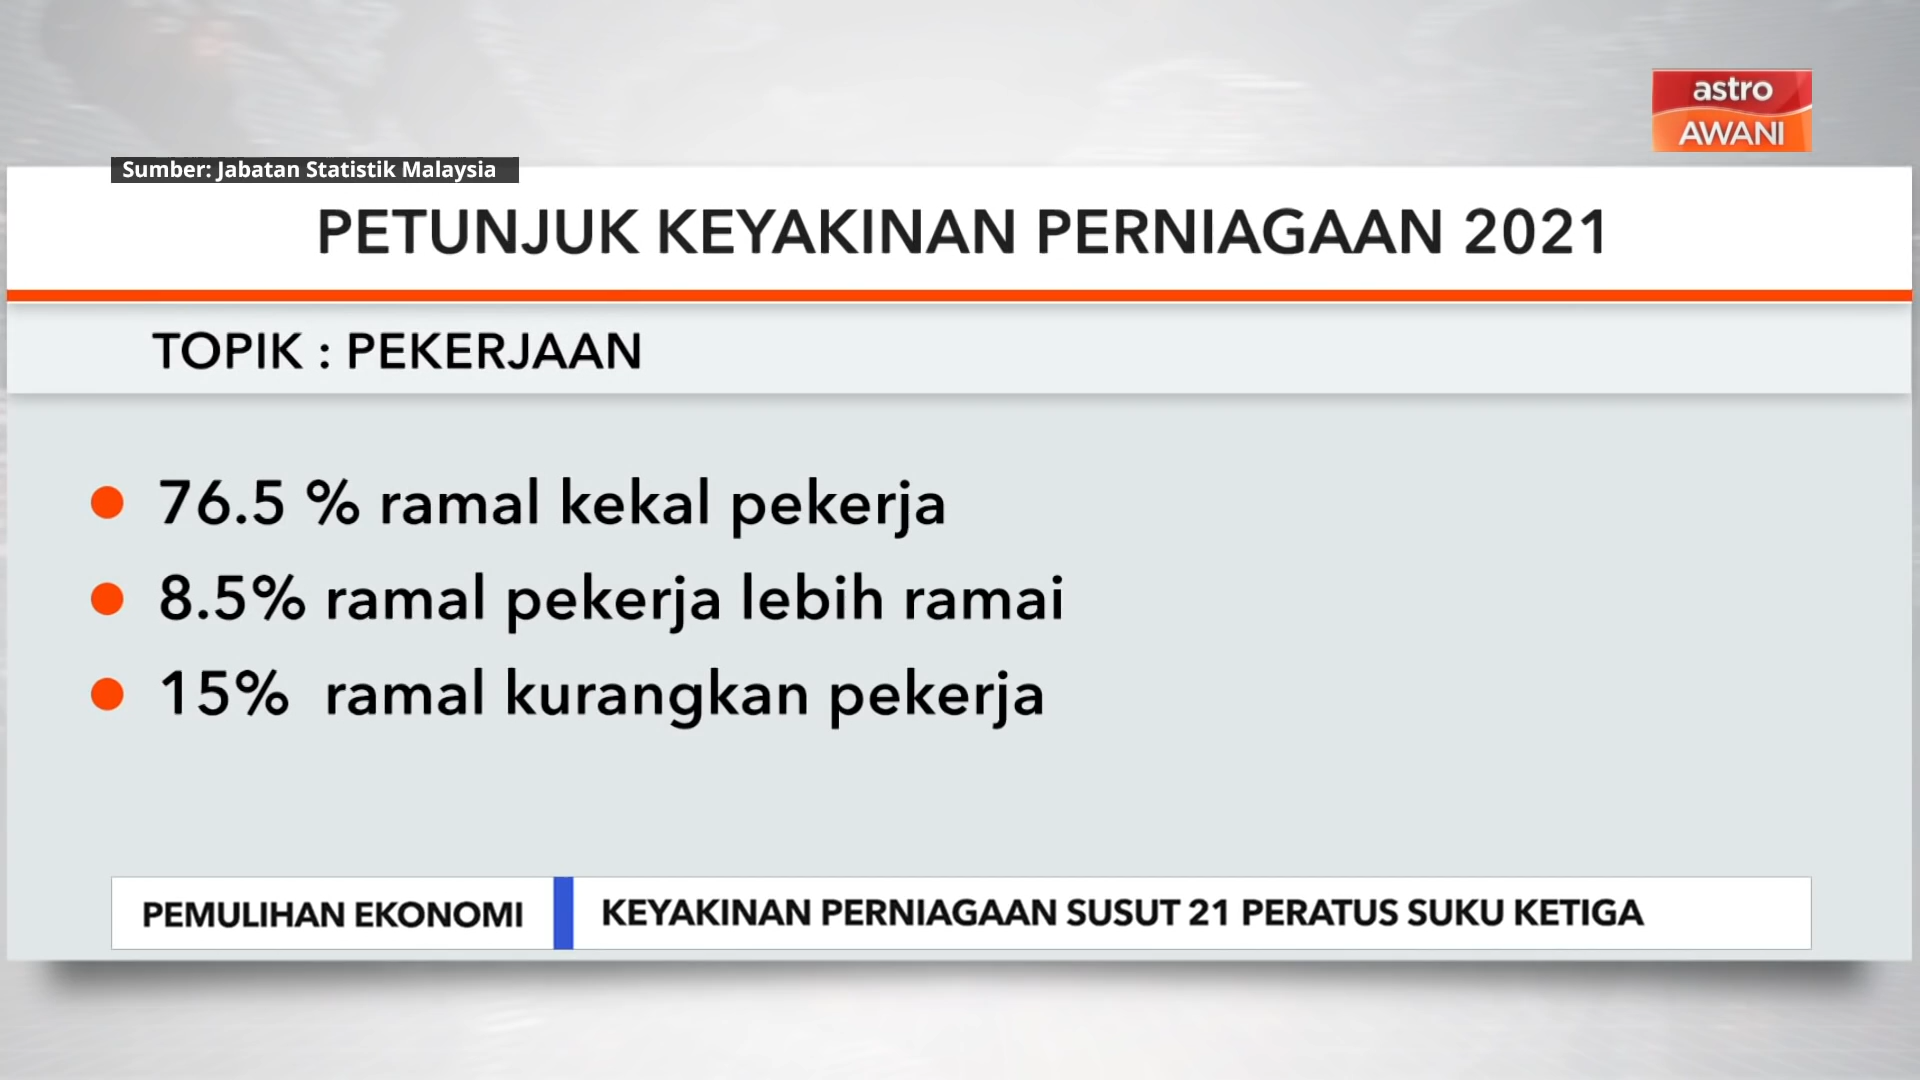 astro
AWANI
Sumber: Jabatan Statistik Malaysia
PETUNJUK KEYAKINAN PERNIAGAAN 2021
TOPIK : PEKERJAAN
76.5 % ramal kekal pekerja
8.5% ramal pekerja lebih ramai
15% ramal kurangkan pekerja
PEMULIHAN EKONOMI
KEYAKINAN PERNIAGAAN SUSUT 21 PERATUS SUKU KETIGA